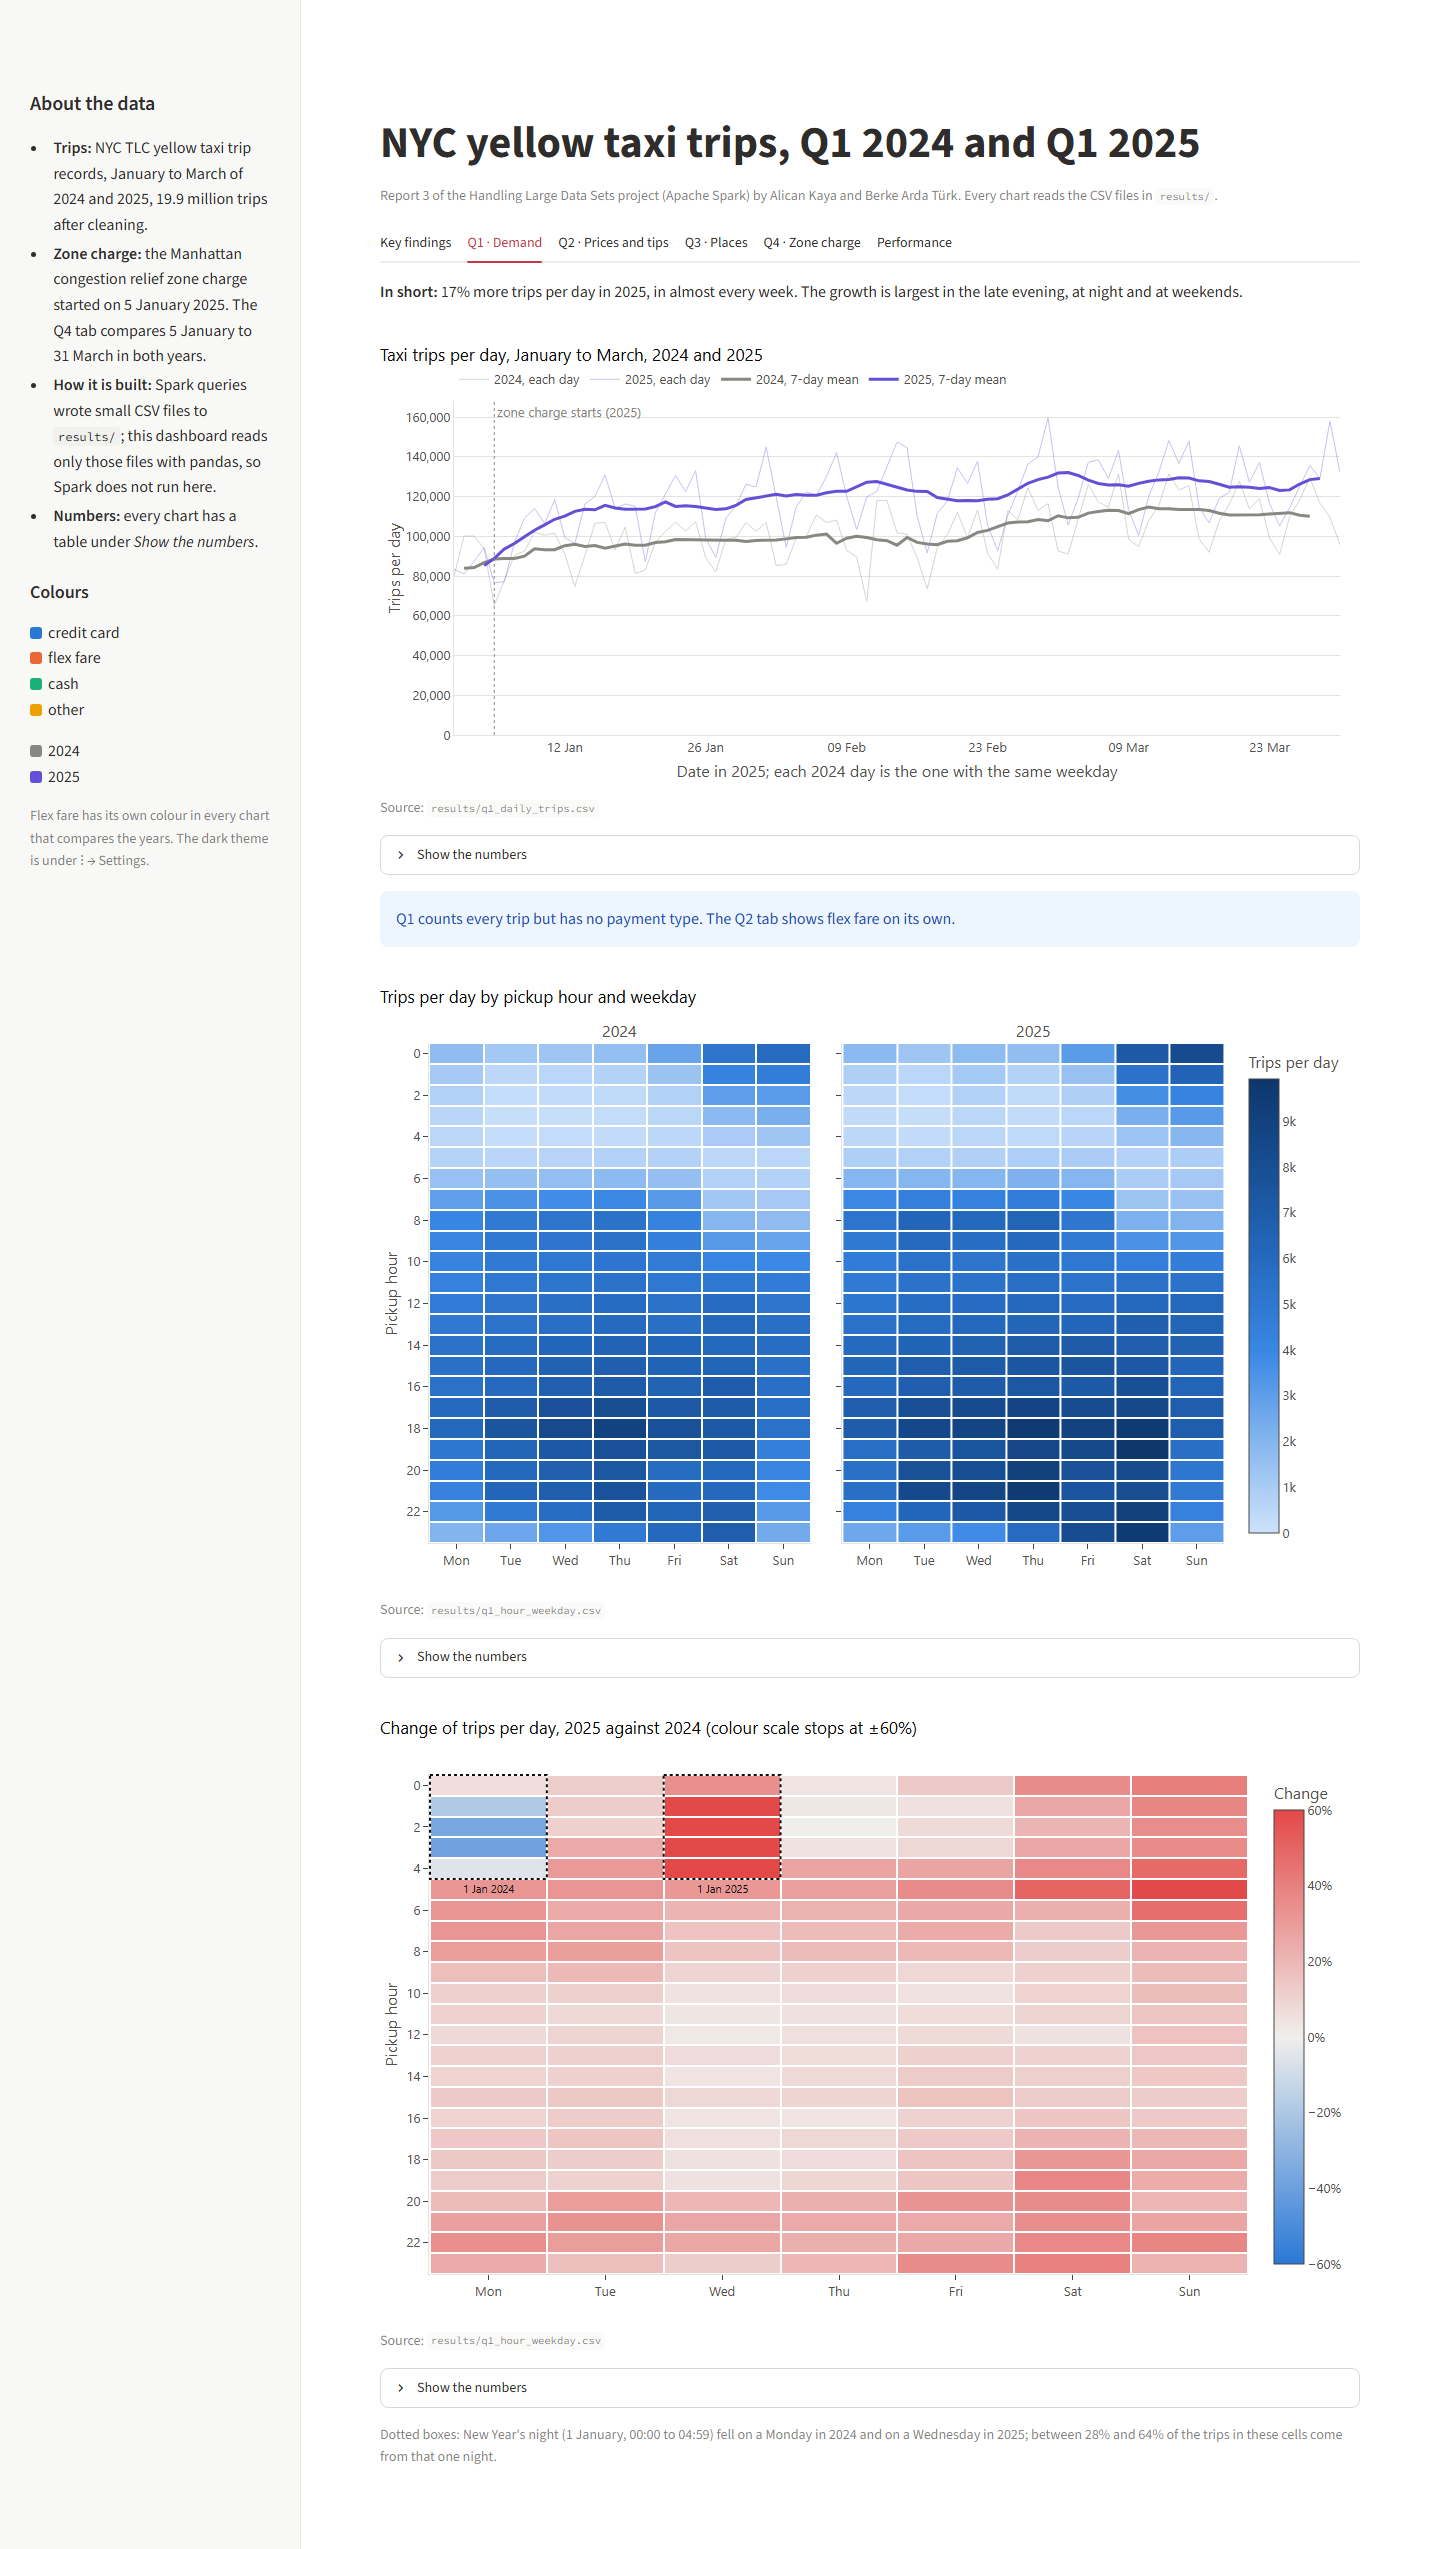 About the data
• Trips: NYC TLC yellow taxi trip
records, January to March of
2024 and 2025, 19.9 million trips
after cleaning.
• Zone charge: the Manhattan
congestion relief zone charge
started on 5 January 2025. The
Q4 tab compares 5 January to
31 March in both years.
• How it is built: Spark queries
wrote small CSV files to
results/ ; this dashboard reads
only those files with pandas, so
Spark does not run here.
• Numbers: every chart has a
table under Show the numbers.
Colours
credit card
flex fare
cash
other
2024
2025
Flex fare has its own colour in every chart
that compares the years. The dark theme
is under ⋮ → Settings.
NYC yellow taxi trips, Q1 2024 and Q1 2025
Report 3 of the Handling Large Data Sets project (Apache Spark) by Alican Kaya and Berke Arda Türk. Every chart reads the CSV files in results/ .
Key findings Q1 · Demand Q2 · Prices and tips Q3 · Places Q4 · Zone charge Performance
In short: 17% more trips per day in 2025, in almost every week. The growth is largest in the late evening, at night and at weekends.
Taxi trips per day, January to March, 2024 and 2025
2024, each day 2025, each day 2024, 7-day mean 2025, 7-day mean
zone charge starts (2025)
Trips per day
160,000
140,000
120,000
100,000
80,000
60,000
40,000
20,000
0
12 Jan 26 Jan 09 Feb 23 Feb 09 Mar 23 Mar
Date in 2025; each 2024 day is the one with the same weekday
Source: results/q1_daily_trips.csv
Show the numbers
Q1 counts every trip but has no payment type. The Q2 tab shows flex fare on its own.
Trips per day by pickup hour and weekday
2024 2025
Pickup hour
0
2
4
6
8
10
12
14
16
18
20
22
Mon Tue Wed Thu Fri Sat Sun Mon Tue Wed Thu Fri Sat Sun
Trips per day
9k
8k
7k
6k
5k
4k
3k
2k
1k
0
Source: results/q1_hour_weekday.csv
Show the numbers
Change of trips per day, 2025 against 2024 (colour scale stops at ±60%)
Pickup hour
0
2
4
1 Jan 2024 1 Jan 2025
6
8
10
12
14
16
18
20
22
Mon Tue Wed Thu Fri Sat Sun
Change
60%
40%
20%
0%
−20%
−40%
−60%
Source: results/q1_hour_weekday.csv
Show the numbers
Dotted boxes: New Year's night (1 January, 00:00 to 04:59) fell on a Monday in 2024 and on a Wednesday in 2025; between 28% and 64% of the trips in these cells come
from that one night.